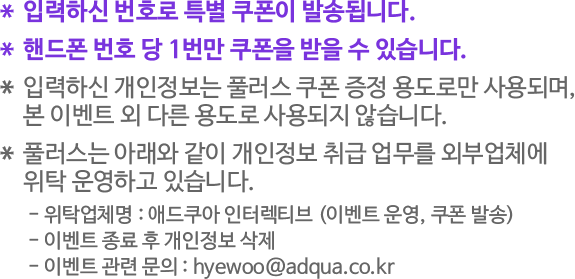 * 입력하신 번호로 특별 쿠폰이 발송됩니다.
* 핸드폰 번호 당 1번만 쿠폰을 받을 수 있습니다.
* 입력하신 개인정보는 풀러스 쿠폰 증정 용도로만 사용되며,
본 이벤트 외 다른 용도로 사용되지 않습니다.
* 풀러스는 아래와 같이 개인정보 취급 업무를 외부업체에
위탁 운영하고 있습니다.
- 위탁업체명 : 애드쿠아 인터렉티브 (이벤트 운영, 쿠폰 발송)
- 이벤트 종료 후 개인정보 삭제
- 이벤트 관련 문의 : hyewoo@adqua.co.kr